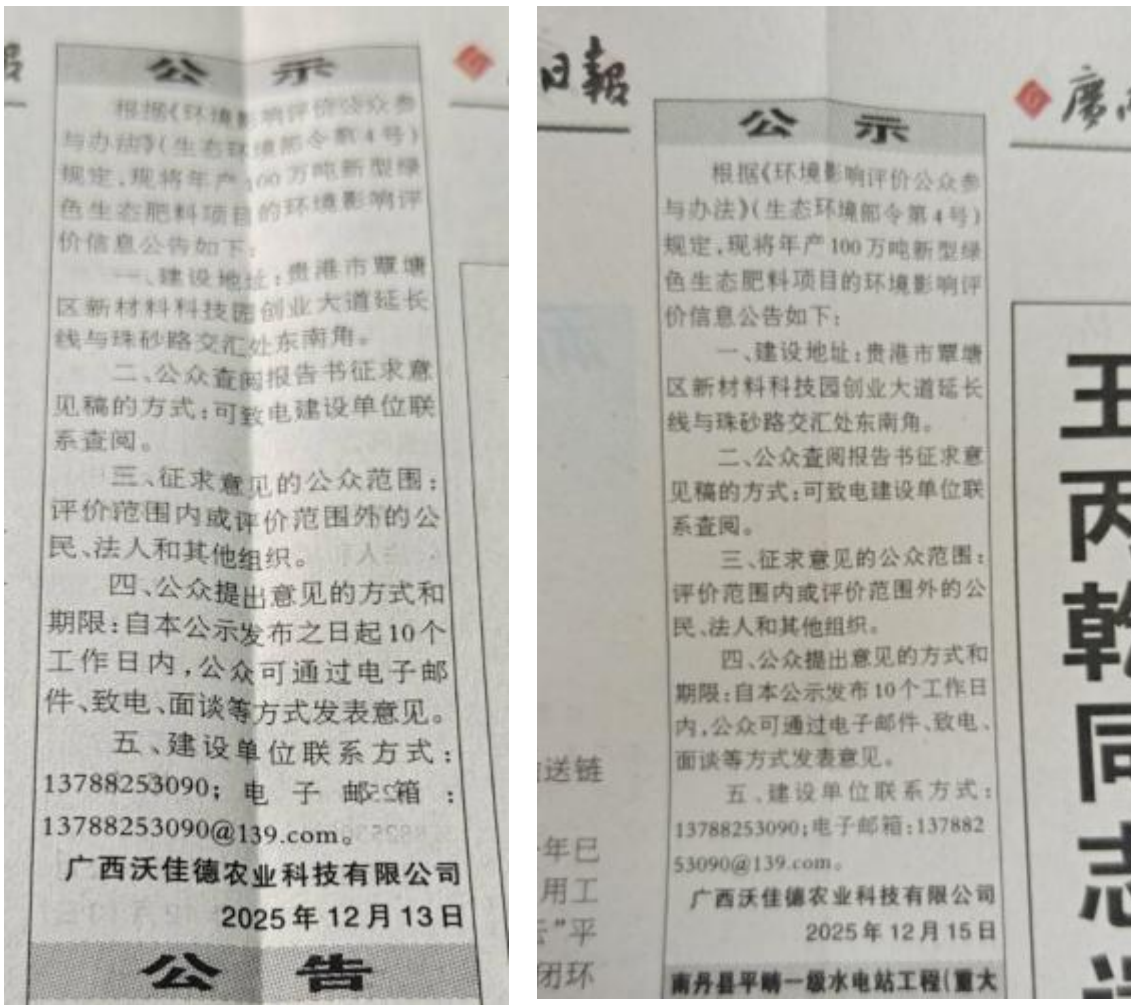 公示
根据《环境影响评价公众参
与办法》(生态环境部令第4号)
规定,现将年产100万吨新型绿
色生态肥料项目的环境影响评
价信息公告如下:
一、建设地址:贵港市覃塘
区新材料科技园创业大道延长
线与珠砂路交汇处东南角。
二、公众查阅报告书征求意
见稿的方式:可致电建设单位联
系查阅。
三、征求意见的公众范围:
评价范围内或评价范围外的公
民、法人和其他组织。
四、公众提出意见的方式和
期限:自本公示发布之日起10个
工作日内,公众可通过电子邮
件、致电、面谈等方式发表意见。
五、建设单位联系方式:
13788253090;电子邮箱:
13788253090@139.com。
广西沃佳德农业科技有限公司
2025年12月13日
公告
日報
廣
公示
根据《环境影响评价公众参
与办法》(生态环境部令第4号)
规定,现将年产100万吨新型绿
色生态肥料项目的环境影响评
价信息公告如下:
一、建设地址:贵港市覃塘
区新材料科技园创业大道延长
线与珠砂路交汇处东南角。
二、公众查阅报告书征求意
见稿的方式:可致电建设单位联
系查阅。
三、征求意见的公众范围:
评价范围内或评价范围外的公
民、法人和其他组织。
四、公众提出意见的方式和
期限:自本公示发布10个工作日
内,公众可通过电子邮件、致电、
面谈等方式发表意见。
五、建设单位联系方式:
13788253090;电子邮箱:137882
53090@139.com。
广西沃佳德农业科技有限公司
2025年12月15日
南丹县平晴一级水电站工程(重大
送链
年已
用工
"平
闭环
王丙乾同志